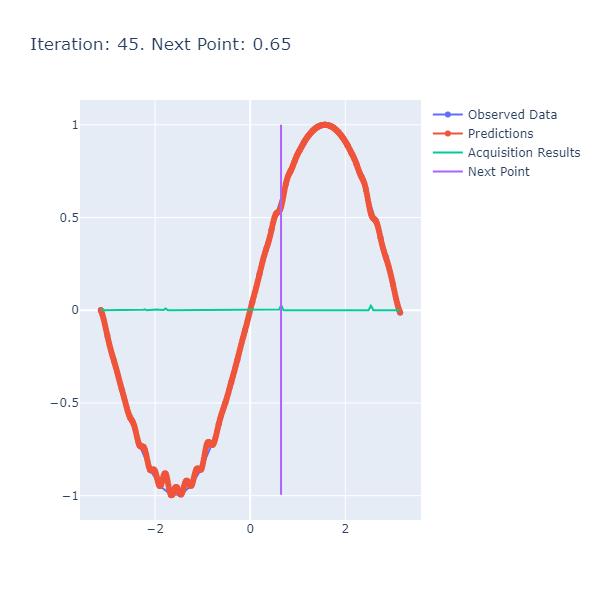 Iteration: 45. Next Point: 0.65
Observed Data
Predictions
Acquisition Results
Next Point
1
0.5
0
−0.5
−1
−2
0
2